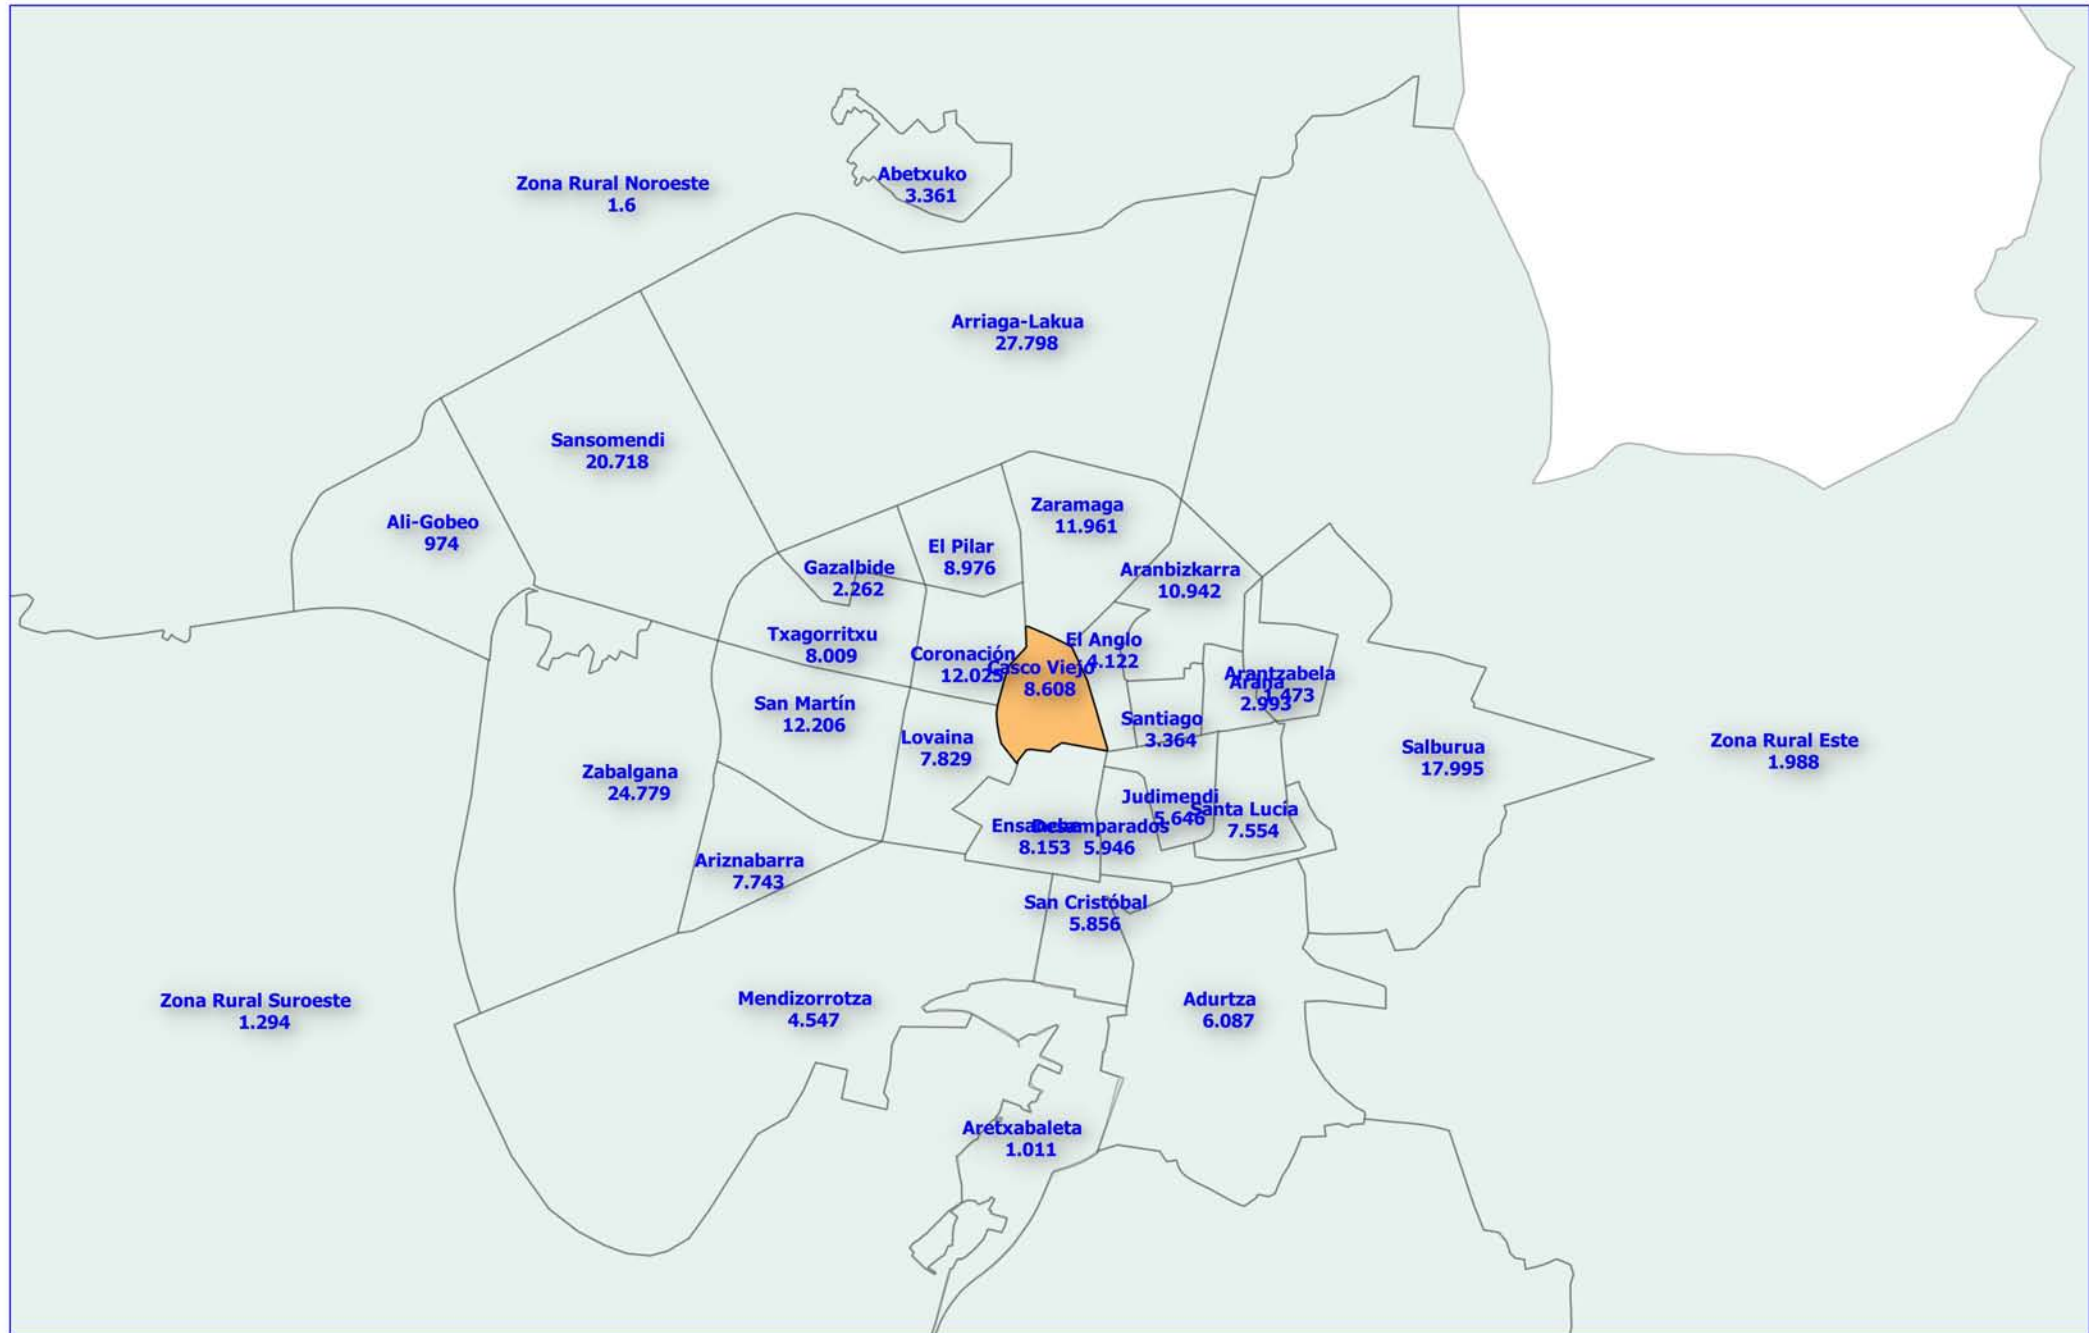 Abetxuko
3.361
Zona Rural Noroeste
1.6
Arriaga-Lakua
27.798
Sansomendi
20.718
Zaramaga
11.961
Ali-Gobeo
974
El Pilar
8.976
Gazalbide
2.262
Aranbizkarra
10.942
Txagorritxu
8.009
El Anglo
4.122
Coronación
12.025
Casco Viejo
8.608
Arantzabela
1.473
Arana
2.993
San Martín
12.206
Santiago
3.364
Lovaina
7.829
Zona Rural Este
1.988
Salburua
17.995
Zabalgana
24.779
Judimendi
5.646
Santa Lucía
7.554
Ensanche
8.153
Desamparados
5.946
Ariznabarra
7.743
San Cristóbal
5.856
Zona Rural Suroeste
1.294
Mendizorrotza
4.547
Adurtza
6.087
Aretxabaleta
1.011